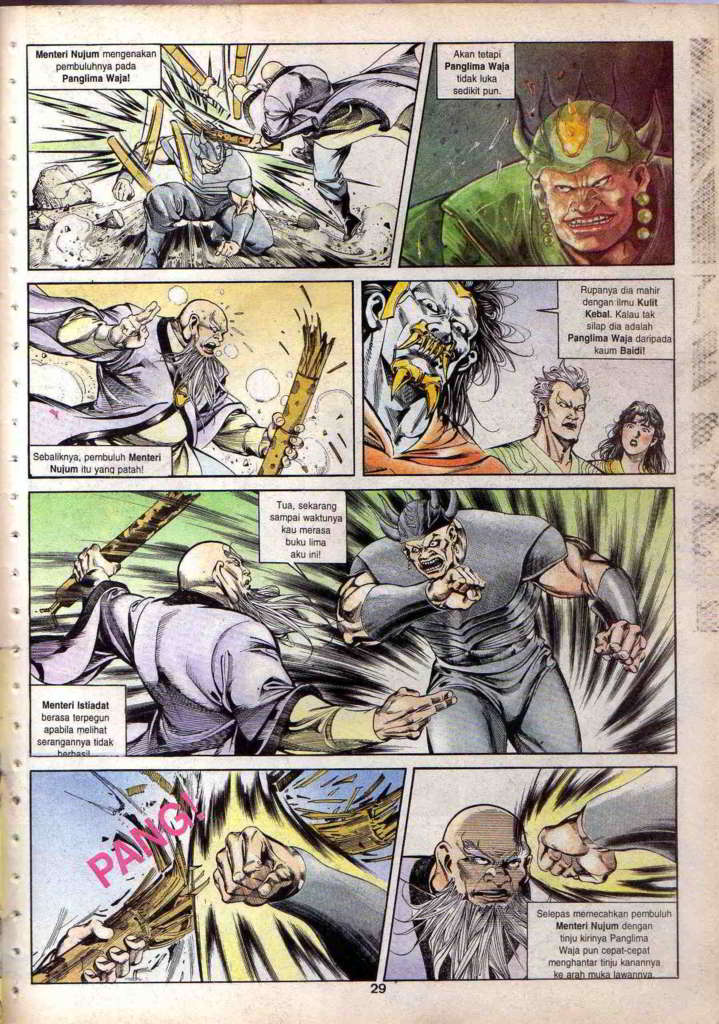 Menteri Nujum mengenakan
pembuluhnya pada
Panglima Waja!
Akan tetapi
Panglima Waja
tidak luka
sedikit pun.
Sebaliknya, pembuluh Menteri
Nujum itu yang patah!
Rupanya dia mahir
dengan ilmu Kulit
Kebal. Kalau tak
silap dia adalah
Panglima Waja daripada
kaum Baidi!
Tua, sekarang
sampai waktunya
kau merasa
buku lima
aku ini!
Menteri Istiadat
berasa terpegun
apabila melihat
serangannya tidak
berhasil.
PANG!
Selepas memecahkan pembuluh
Menteri Nujum dengan
tinju kirinya Panglima
Waja pun cepat-cepat
menghantar tinju kanannya
ke arah muka lawannya.
29